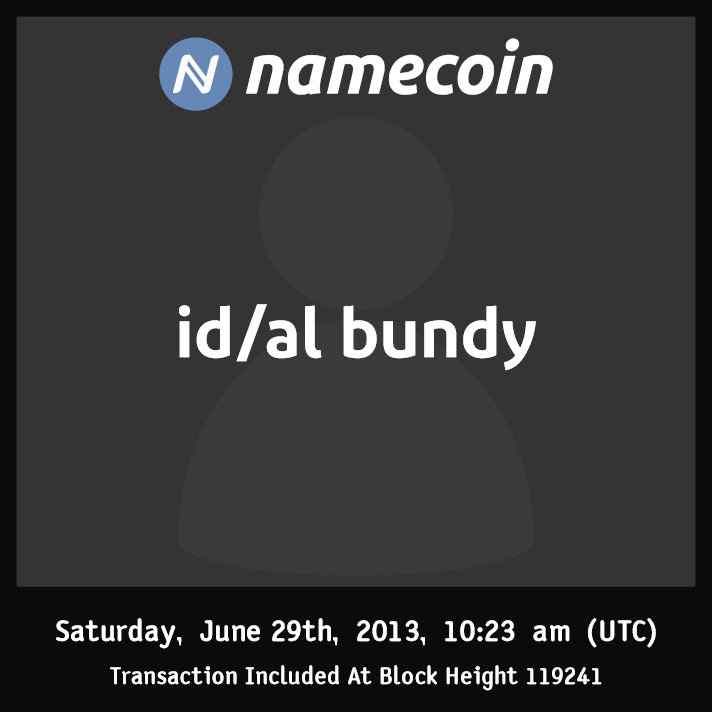 namecoin
id/al bundy
Saturday, June 29th, 2013, 10:23 am (UTC)
Transaction Included At Block Height 119241